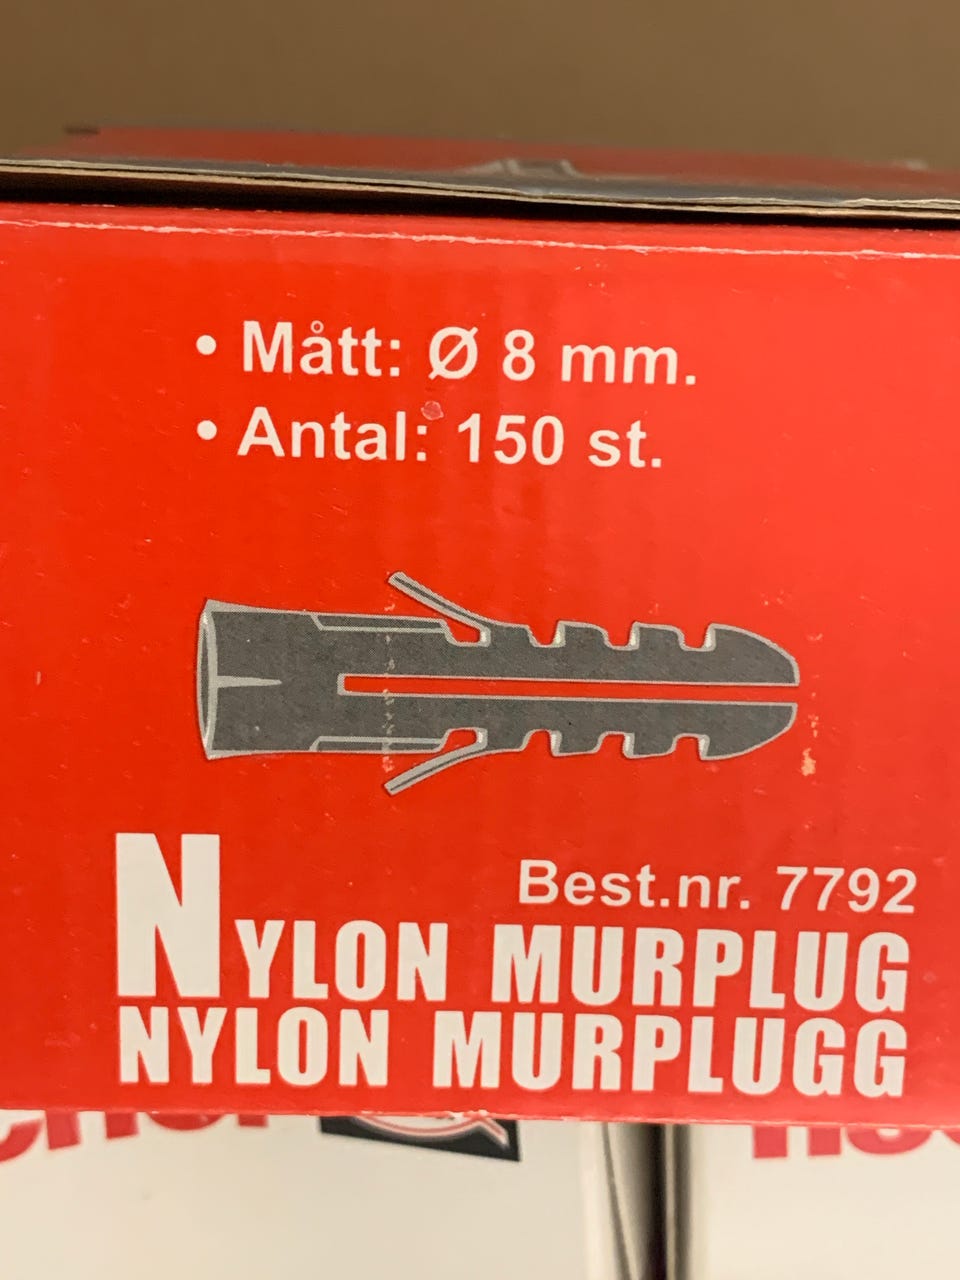 • Mått: Ø 8 mm.
• Antal: 150 st.
Best.nr. 7792
NYLON MURPLUG
NYLON MURPLUGG